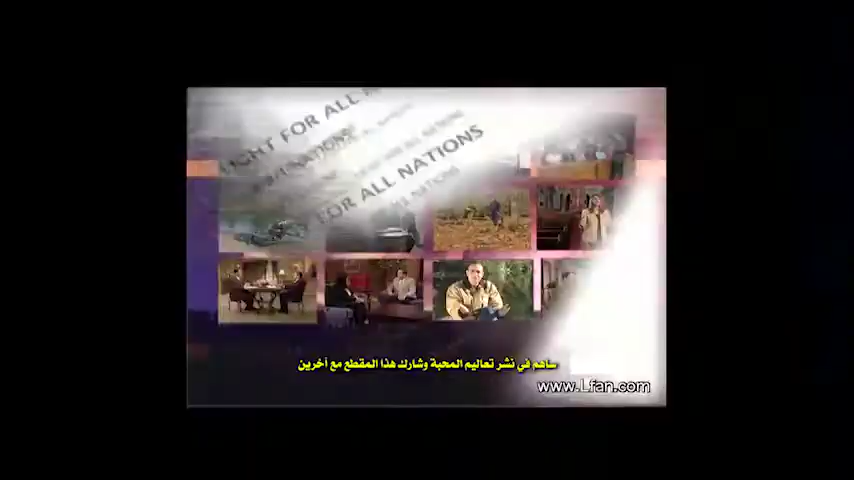 LIGHT FOR ALL
FOR ALL NATIONS
ساهم في نشر تعاليم المحبة وشارك هذا المقطع مع آخرين
www.Lfan.com